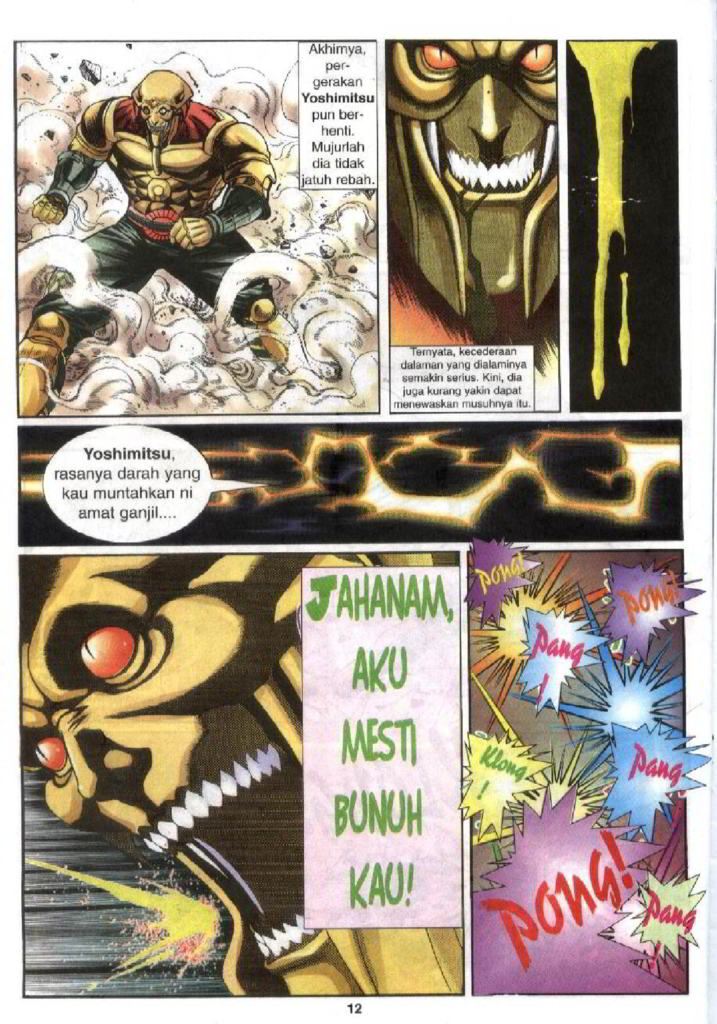 Akhirnya,
per-
gerakan
Yoshimitsu
pun ber-
henti.
Mujurlah
dia tidak
jatuh rebah.
Ternyata, kecederaan
dalaman yang dialaminya
semakin serius. Kini, dia
juga kurang yakin dapat
menewaskan musuhnya itu.
Yoshimitsu,
rasanya darah yang
kau muntahkan ni
amat ganjil....
JAHANAM,
AKU
MESTI
BUNUH
KAU!
Pong!
Pong!
Pang
!
Klong
!
Pang
Pong!
Pang
!
12